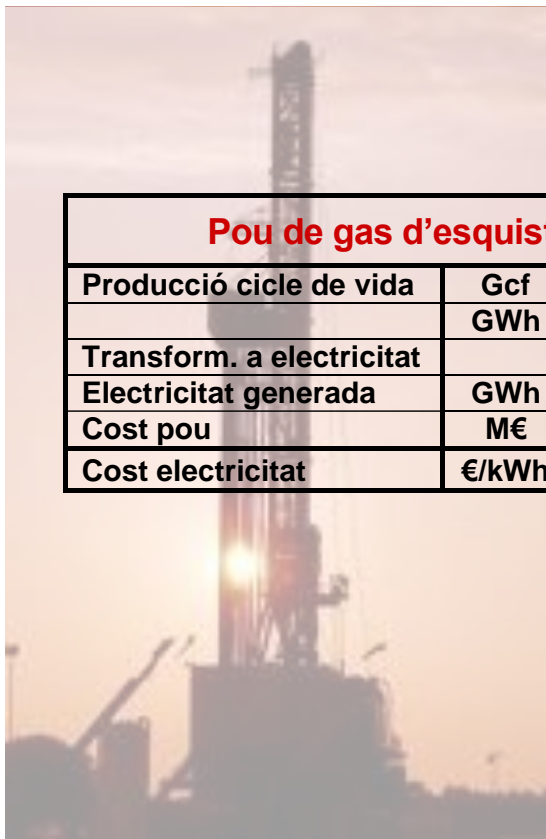 Pou de gas d’esquist
Producció cicle de vida Gcf
GWh
Transform. a electricitat
Electricitat generada GWh
Cost pou M€
Cost electricitat €/kWh